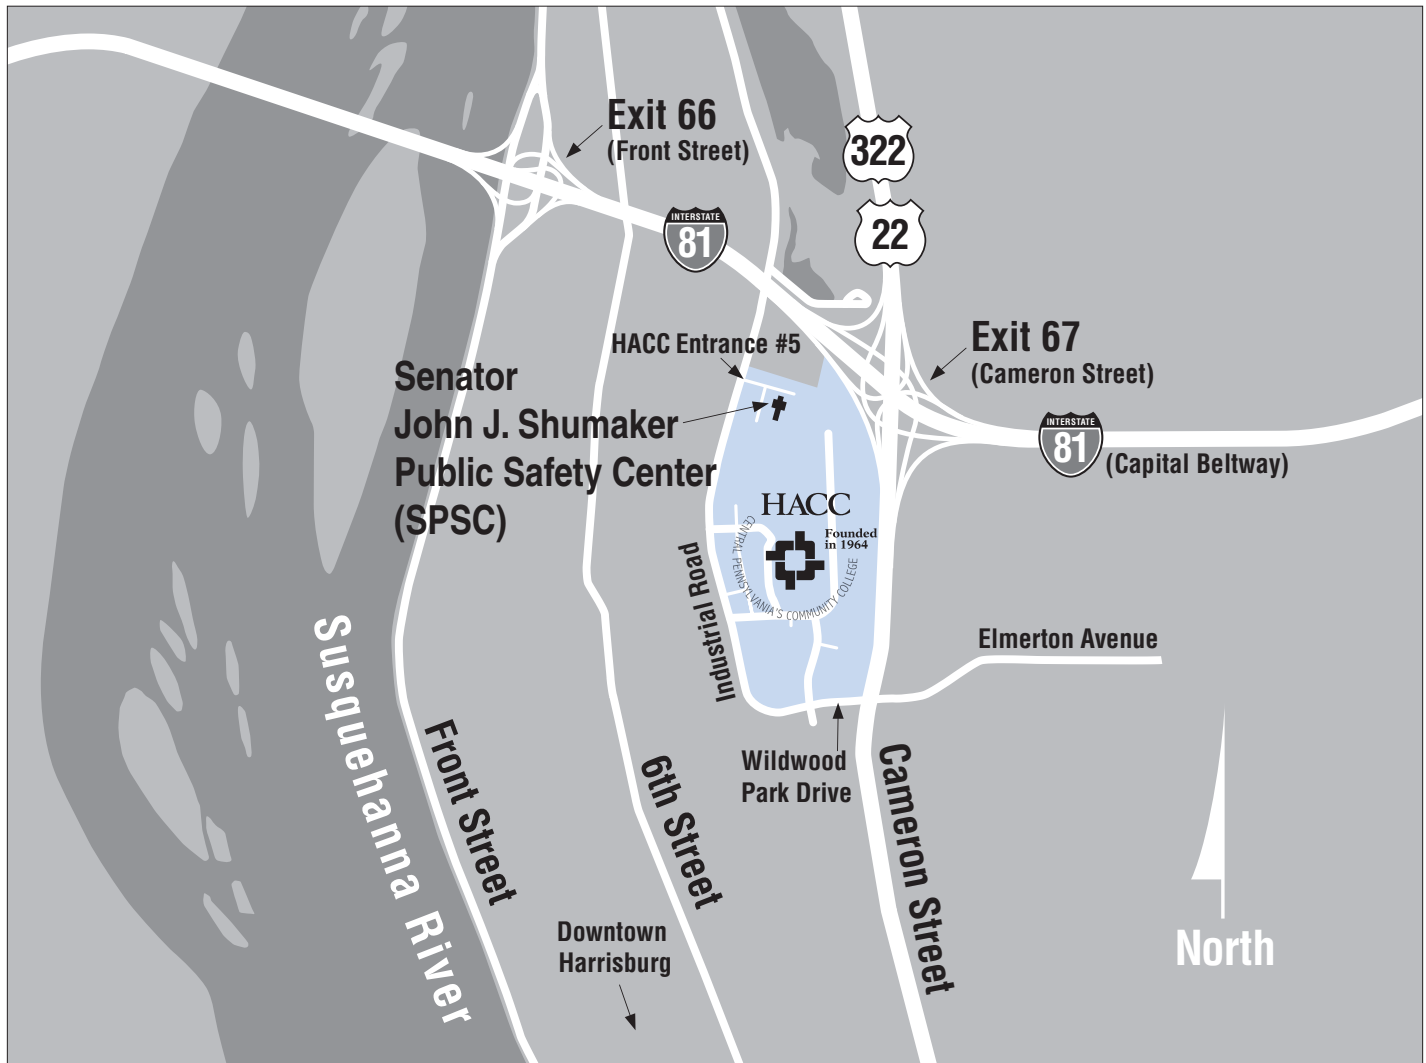 Exit 66
(Front Street)
322
22
INTERSTATE
81
HACC Entrance #5
Exit 67
(Cameron Street)
Senator
John J. Shumaker
Public Safety Center
(SPSC)
INTERSTATE
81
(Capital Beltway)
HACC
Founded
in 1964
CENTRAL PENNSYLVANIA'S COMMUNITY COLLEGE
Industrial Road
Elmerton Avenue
Susquehanna River
Front Street
6th Street
Wildwood
Park Drive
Cameron Street
Downtown
Harrisburg
North